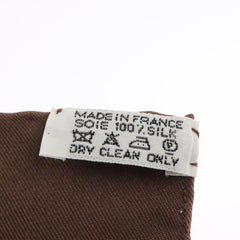 MADE IN FRANCE
SOIE 100% SILK
DRY CLEAN ONLY